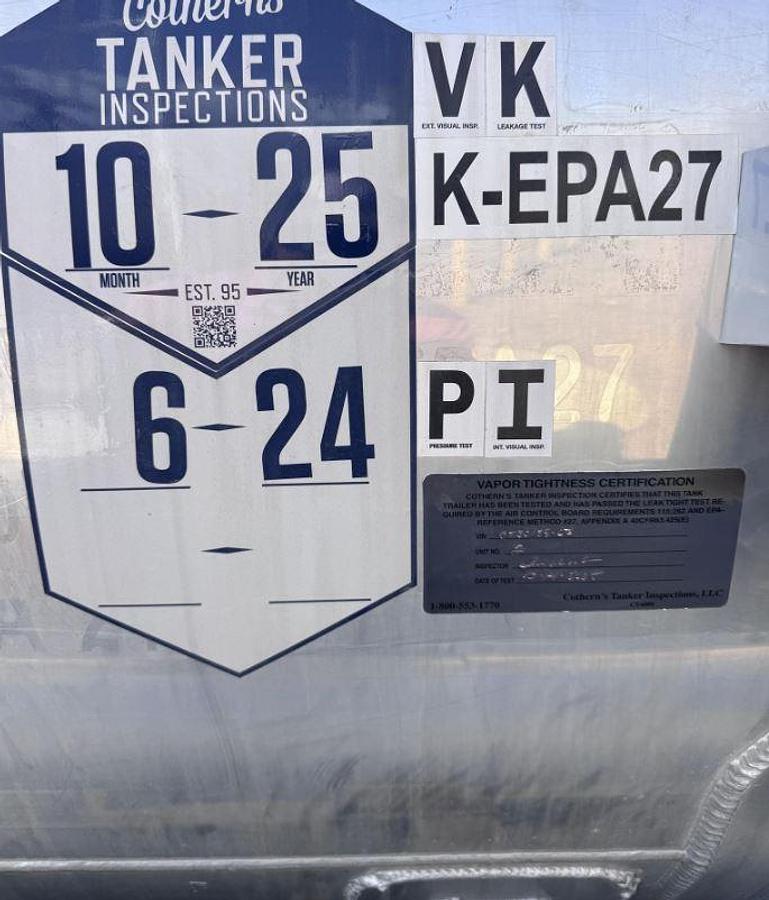 Cotherns
TANKER
INSPECTIONS
10 25
MONTH YEAR
EST. 95
6 24
V K
EXT. VISUAL INSP. LEAKAGE TEST
K-EPA27
A27
P I
PRESSURE TEST INT. VISUAL INSP.
VAPOR TIGHTNESS CERTIFICATION
COTHERN'S TANKER INSPECTION CERTIFIES THAT THIS TANK
TRAILER HAS BEEN TESTED AND HAS PASSED THE LEAK TIGHT TEST RE-
QUIRED BY THE AIR CONTROL BOARD REQUIREMENTS AND EPA-
REFERENCE METHOD #27, APPENDIX A
VIN
UNIT NO.
INSPECTOR
DATE OF TEST
Cothern's Tanker Inspections, LLC
1-800-553-1770